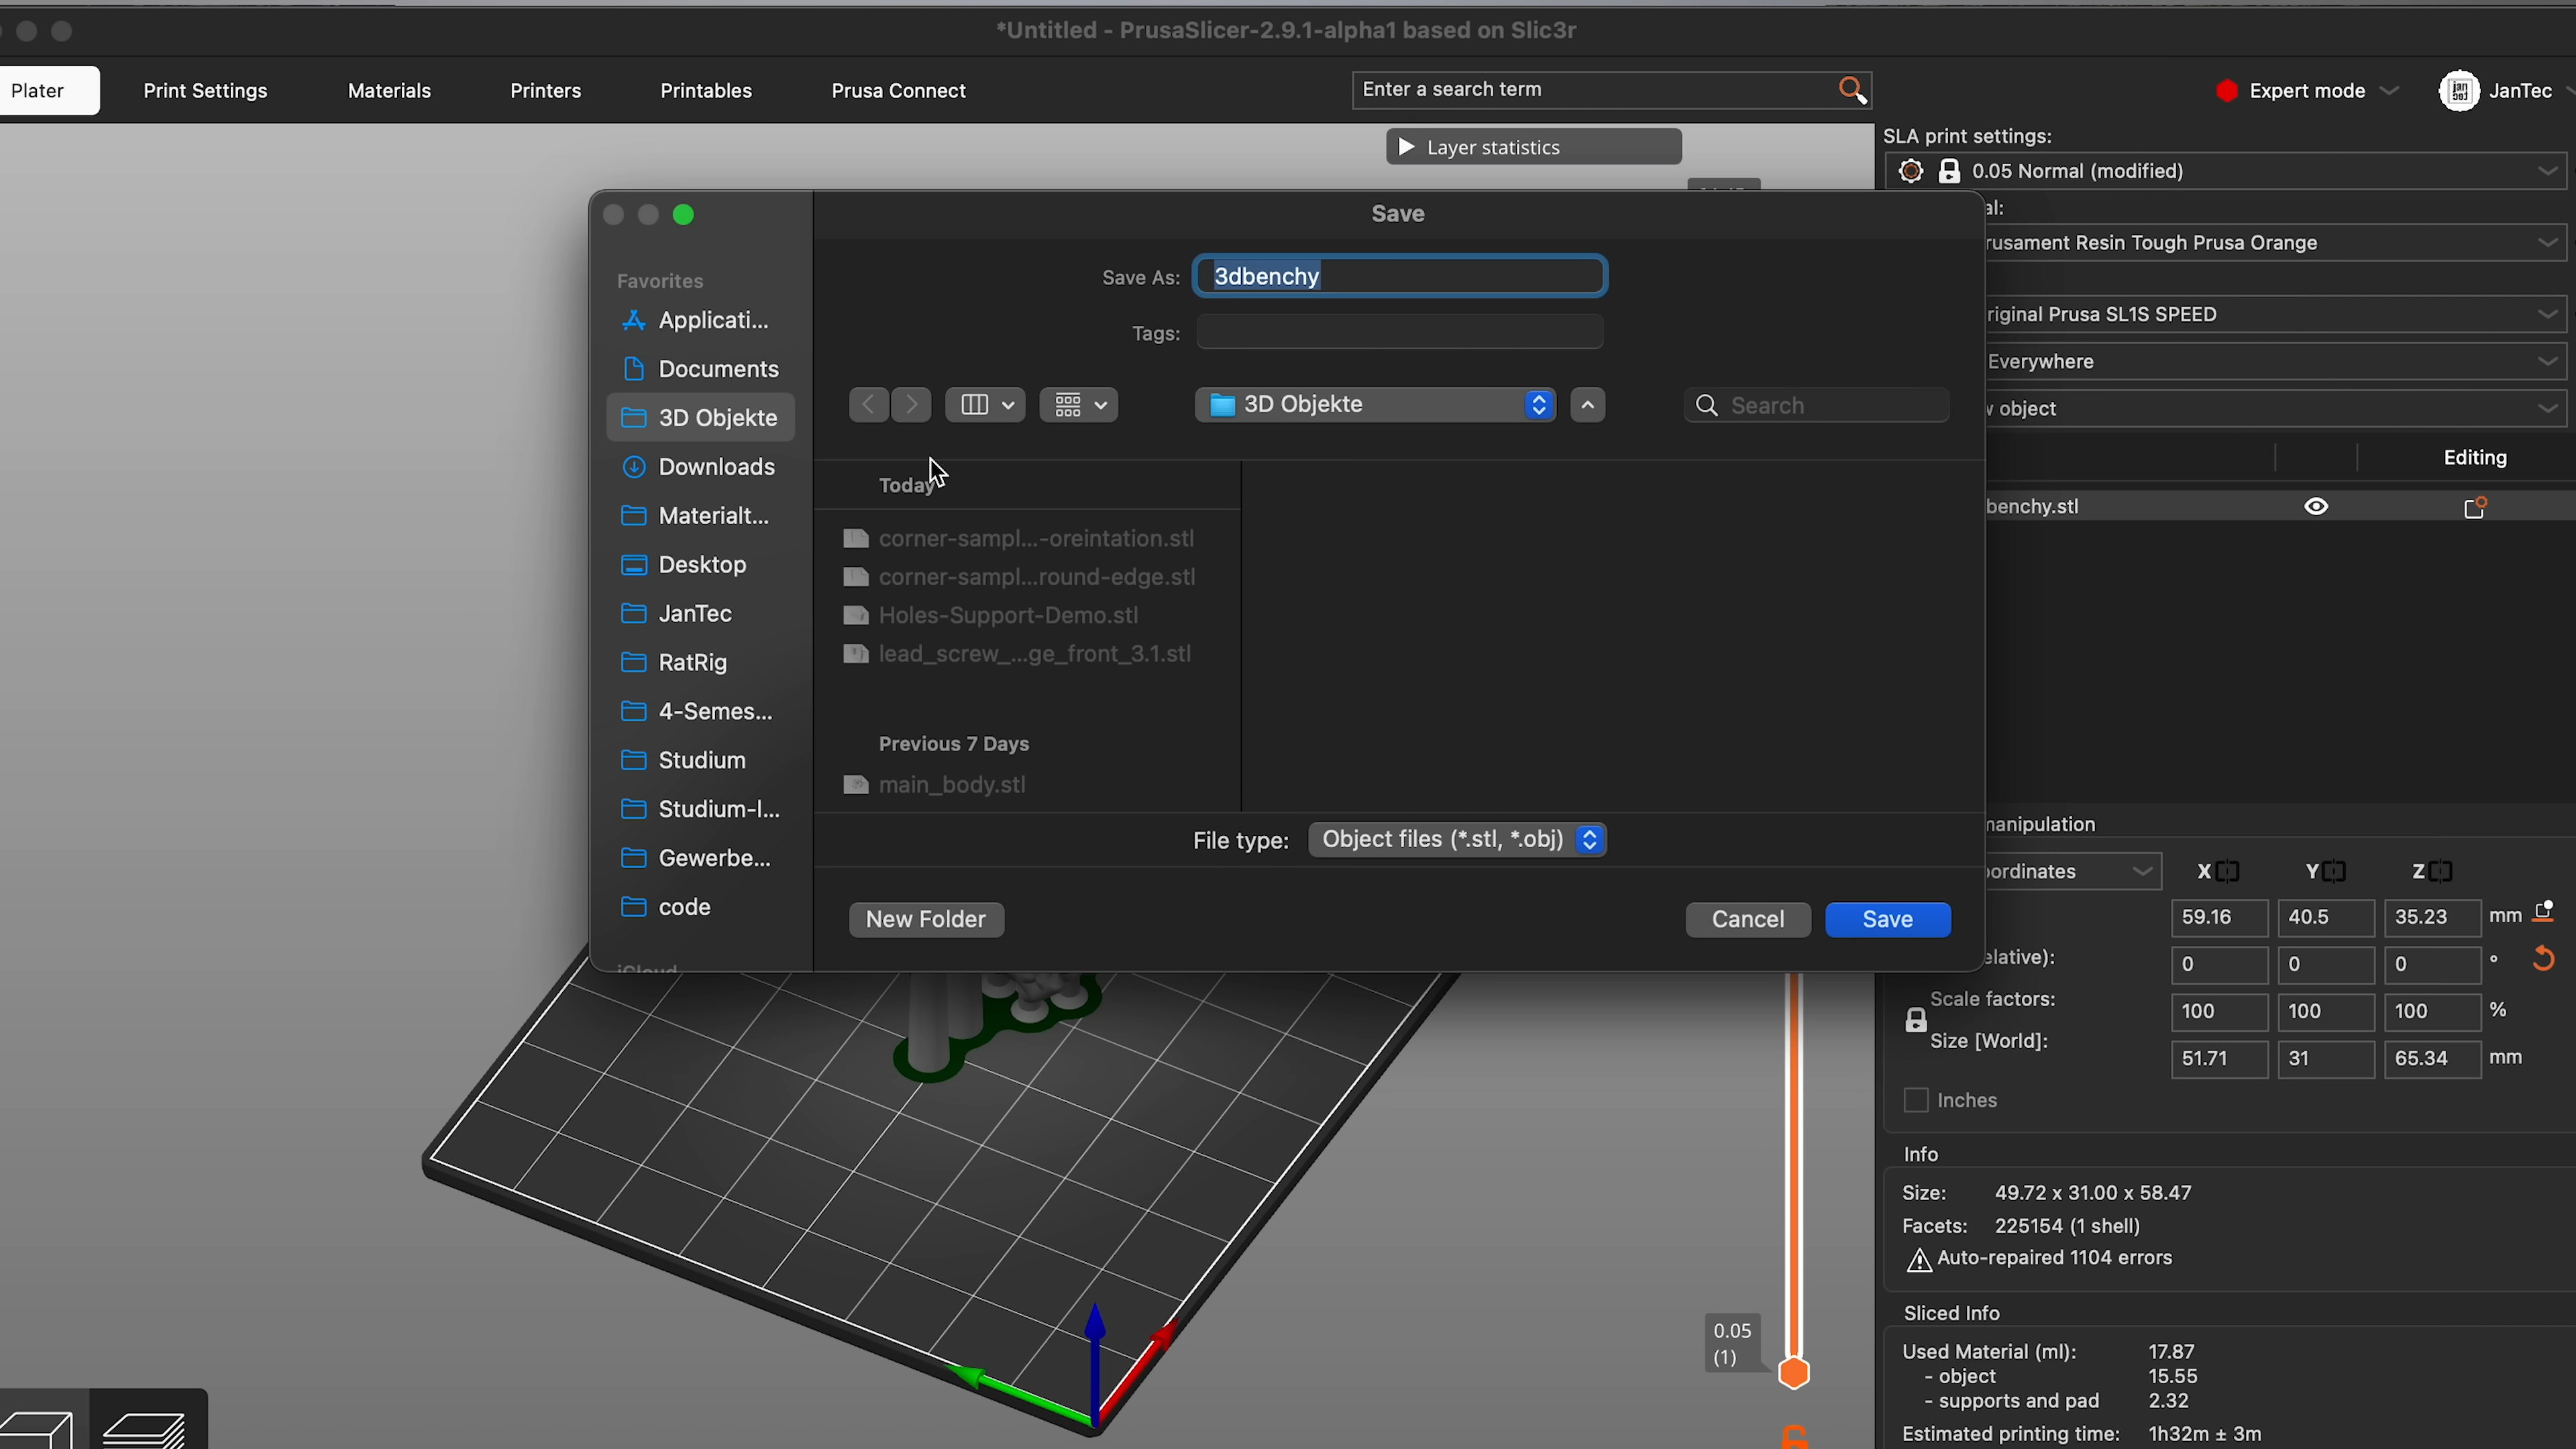 *Untitled - PrusaSlicer-2.9.1-alpha1 based on Slic3r
Plater
Print Settings
Materials
Printers
Printables
Prusa Connect
Enter a search term
Expert mode
JanTec
Layer statistics
SLA print settings:
0.05 Normal (modified)
al:
rusament Resin Tough Prusa Orange
riginal Prusa SL1S SPEED
Everywhere
object
Editing
benchy.stl
Save
Favorites
Applicati...
Documents
3D Objekte
Downloads
Materialt...
Desktop
JanTec
RatRig
4-Semes...
Studium
Studium-l...
Gewerbe...
code
Save As:
3dbenchy
Tags:
3D Objekte
Search
Today
corner-sampl...-oreintation.stl
corner-sampl...round-edge.stl
Holes-Support-Demo.stl
lead_screw_...ge_front_3.1.stl
Previous 7 Days
main_body.stl
File type:
Object files (*.stl, *.obj)
New Folder
Cancel
Save
manipulation
ordinates
X
Y
Z
59.16 40.5 35.23 mm
elative):
0 0 0 °
Scale factors:
100 100 100 %
Size [World]:
51.71 31 65.34 mm
Inches
Info
Size: 49.72 x 31.00 x 58.47
Facets: 225154 (1 shell)
Auto-repaired 1104 errors
Sliced Info
Used Material (ml): 17.87
- object 15.55
- supports and pad 2.32
Estimated printing time: 1h32m ± 3m
0.05
(1)